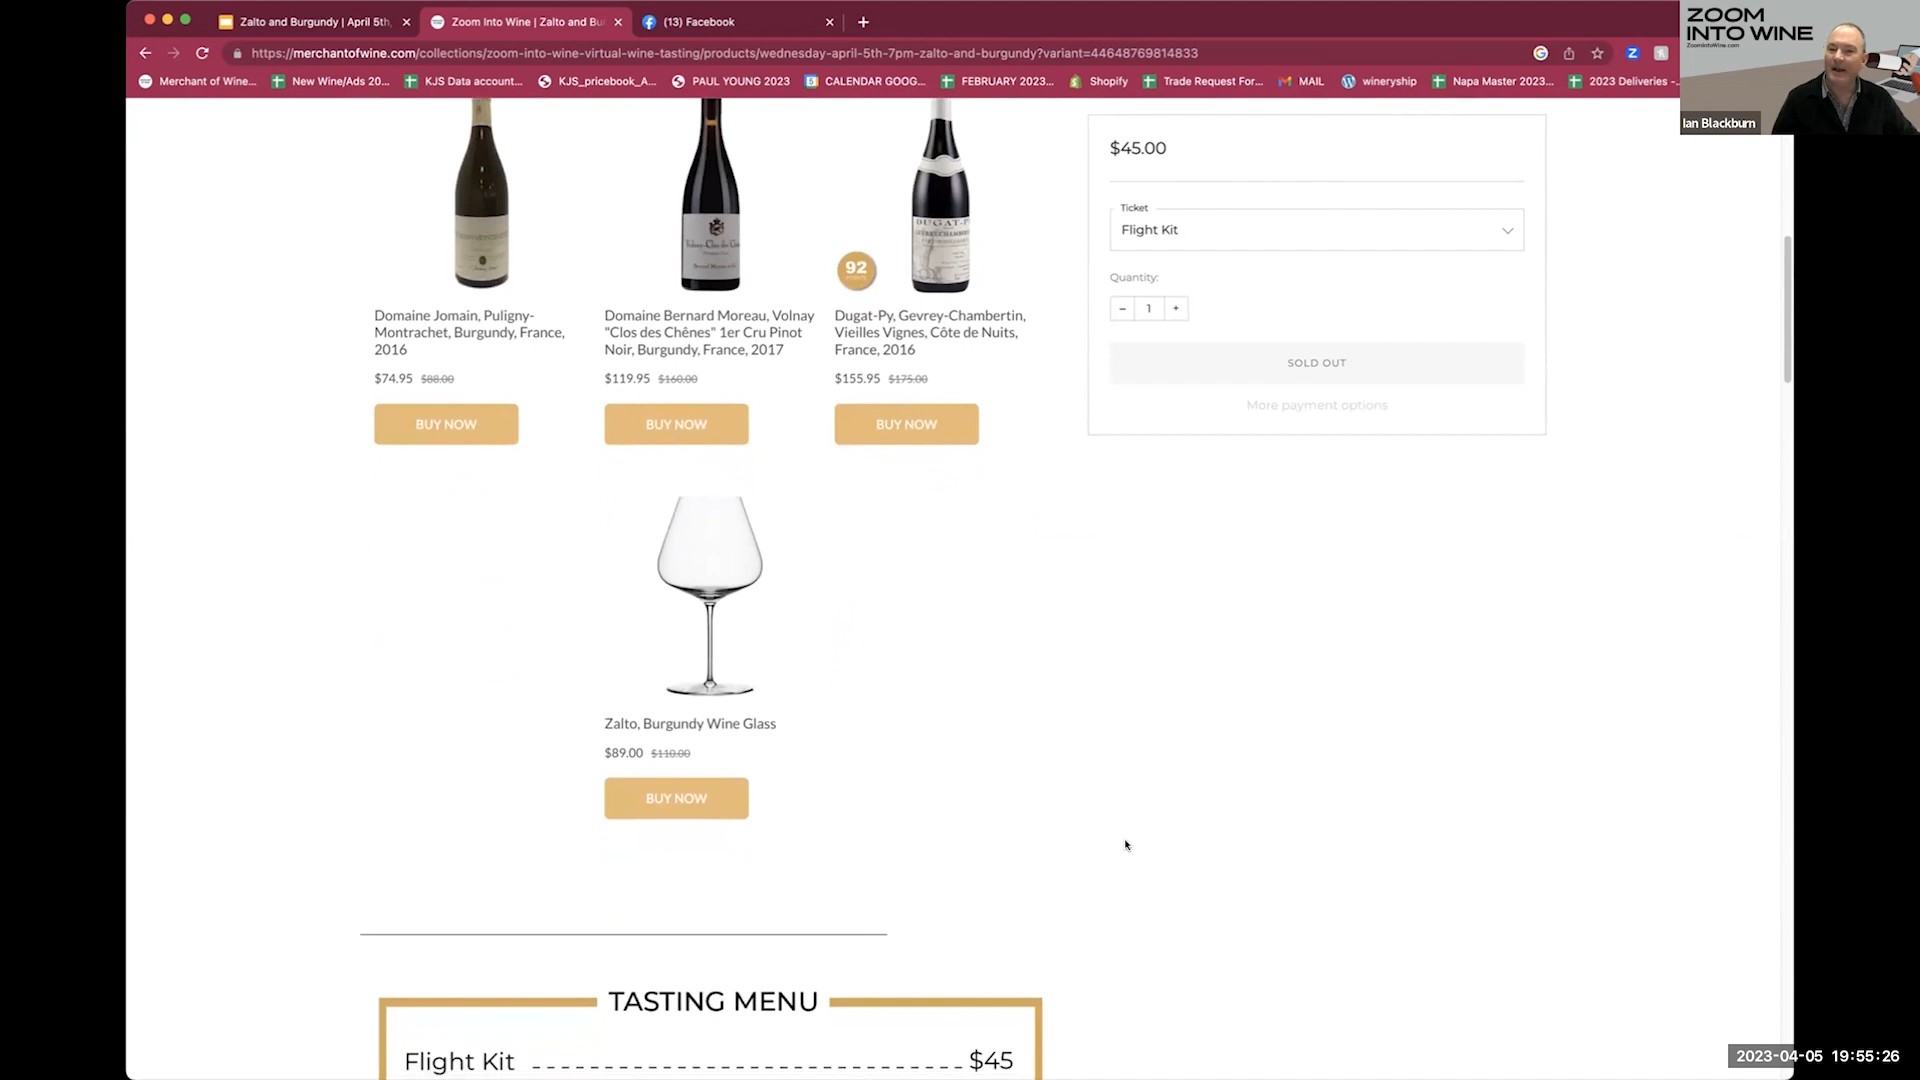 Zalto and Burgundy | April 5th,
Zoom Into Wine | Zalto and Bu
(13) Facebook
https://merchantofwine.com/collections/zoom-into-wine-virtual-wine-tasting/products/wednesday-april-5th-7pm-zalto-and-burgundy?variant=44648769814833
Merchant of Wine... New Wine/Ads 20... KJS Data account... KJS_pricebook_A... PAUL YOUNG 2023 CALENDAR GOOG... FEBRUARY 2023... Shopify Trade Request For... MAIL wineryship Napa Master 2023... 2023 Deliveries -
ZOOM
INTO WINE
ZoomIntoWine.com
Ian Blackburn
DUGAT-P
92
Domaine Jomain, Puligny-
Montrachet, Burgundy, France,
2016
$74.95 $88.00
BUY NOW
Domaine Bernard Moreau, Volnay
"Clos des Chênes" 1er Cru Pinot
Noir, Burgundy, France, 2017
$119.95 $160.00
BUY NOW
Dugat-Py, Gevrey-Chambertin,
Vieilles Vignes, Côte de Nuits,
France, 2016
$155.95 $175.00
BUY NOW
$45.00
Ticket
Flight Kit
Quantity:
− 1 +
SOLD OUT
More payment options
Zalto, Burgundy Wine Glass
$89.00 $110.00
BUY NOW
TASTING MENU
Flight Kit $45
2023-04-05 19:55:26